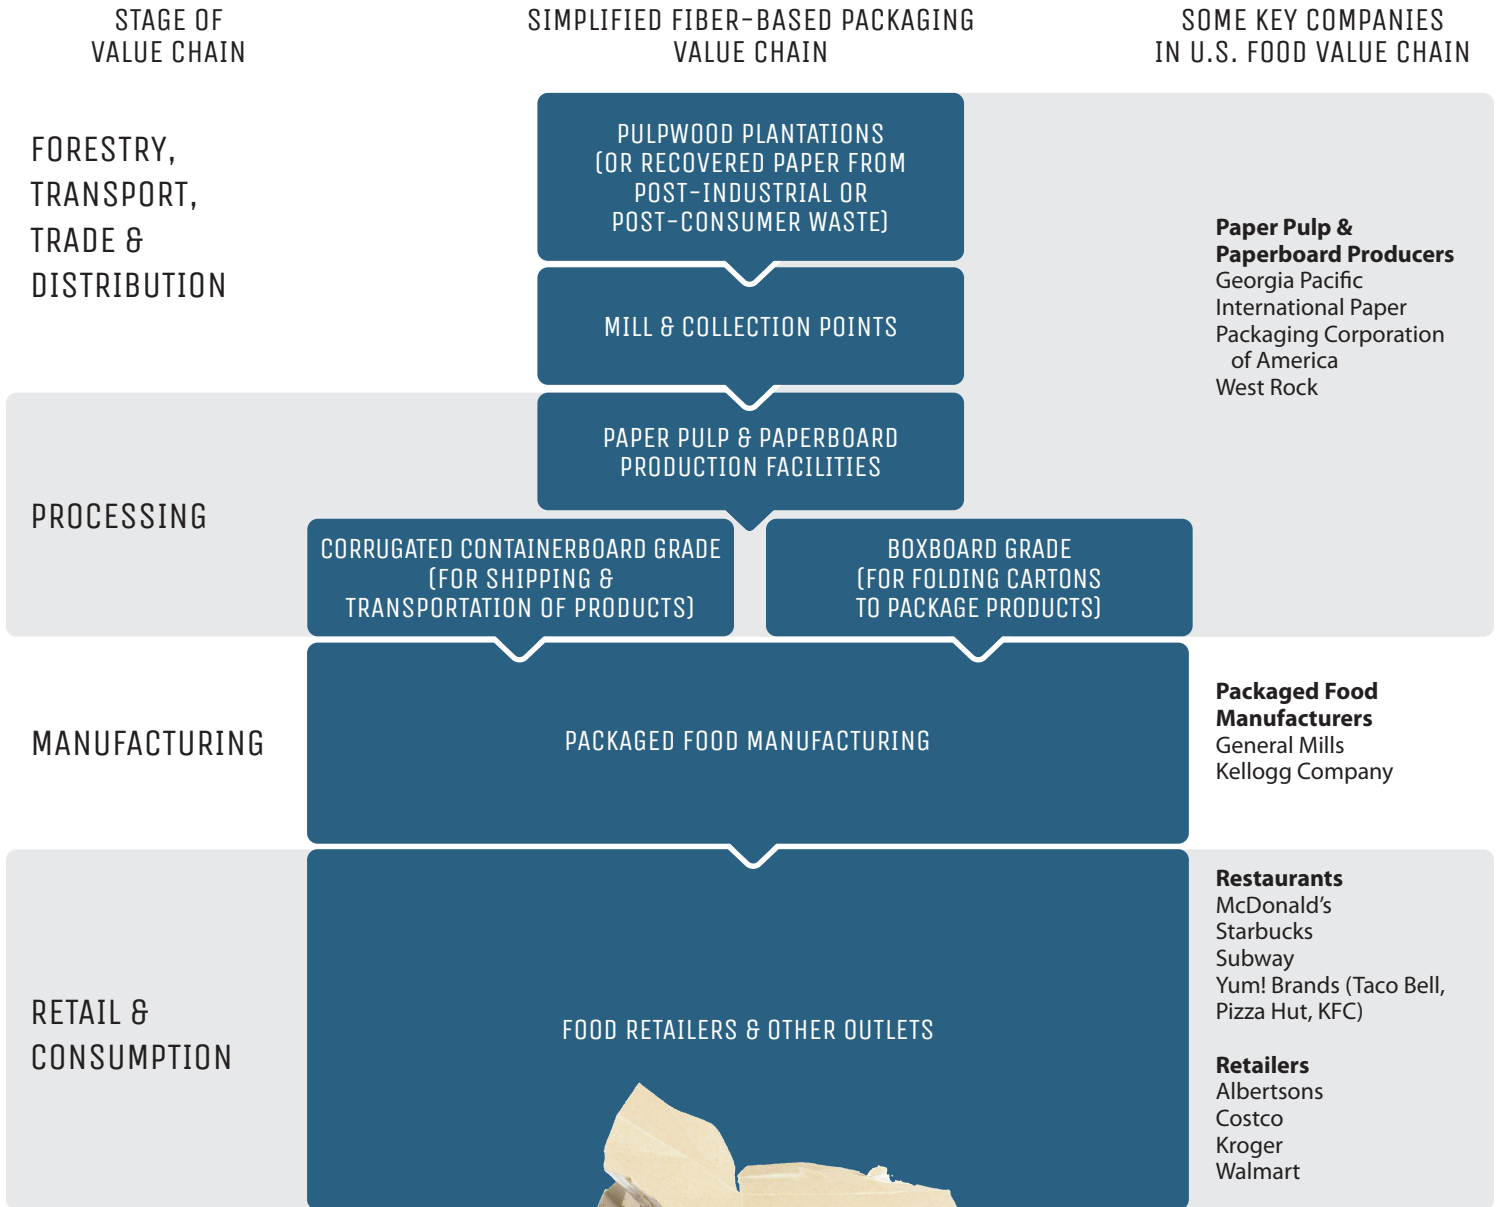 STAGE OF
VALUE CHAIN
SIMPLIFIED FIBER-BASED PACKAGING
VALUE CHAIN
SOME KEY COMPANIES
IN U.S. FOOD VALUE CHAIN
FORESTRY,
TRANSPORT,
TRADE &
DISTRIBUTION
PULPWOOD PLANTATIONS
(OR RECOVERED PAPER FROM
POST-INDUSTRIAL OR
POST-CONSUMER WASTE)
MILL & COLLECTION POINTS
Paper Pulp &
Paperboard Producers
Georgia Pacific
International Paper
Packaging Corporation
of America
West Rock
PROCESSING
PAPER PULP & PAPERBOARD
PRODUCTION FACILITIES
CORRUGATED CONTAINERBOARD GRADE
(FOR SHIPPING &
TRANSPORTATION OF PRODUCTS)
BOXBOARD GRADE
(FOR FOLDING CARTONS
TO PACKAGE PRODUCTS)
MANUFACTURING
PACKAGED FOOD MANUFACTURING
Packaged Food
Manufacturers
General Mills
Kellogg Company
RETAIL &
CONSUMPTION
FOOD RETAILERS & OTHER OUTLETS
Restaurants
McDonald's
Starbucks
Subway
Yum! Brands (Taco Bell,
Pizza Hut, KFC)
Retailers
Albertsons
Costco
Kroger
Walmart